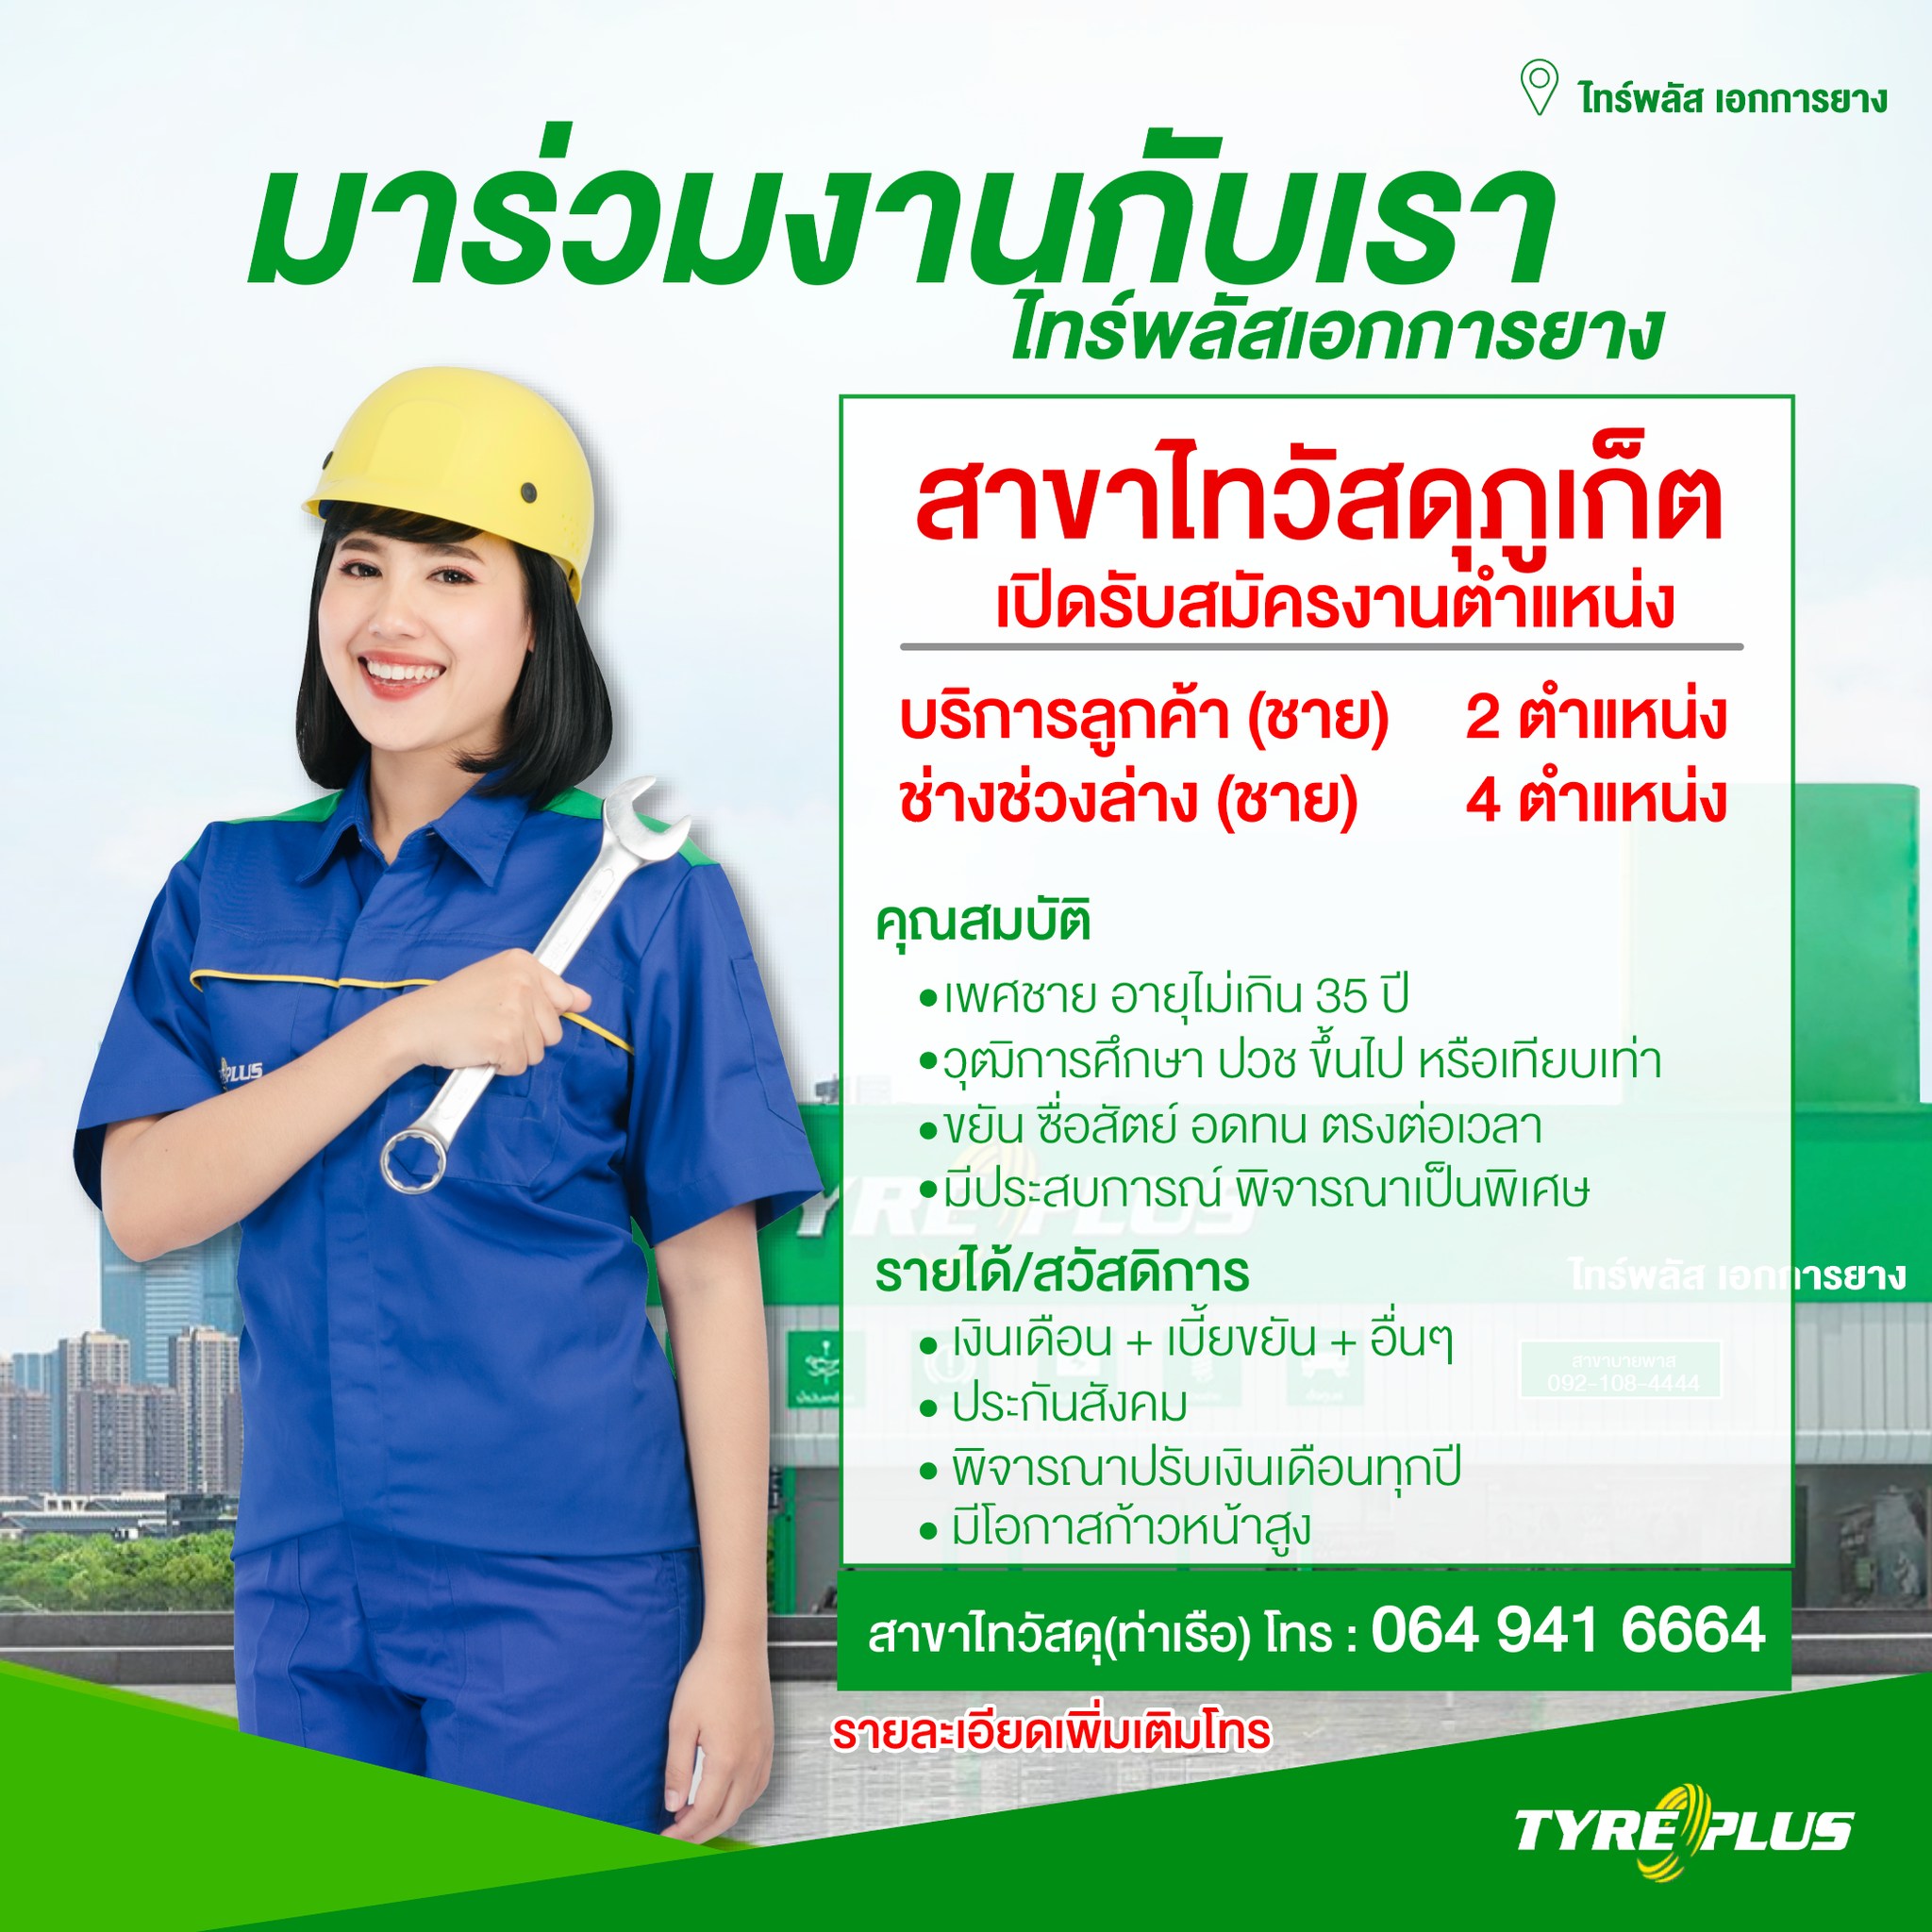 ไทร์พลัส เอกการยาง
มาร่วมงานกับเรา
ไทร์พลัสเอกการยาง
สาขาไทวัสดุภูเก็ต
เปิดรับสมัครงานตำแหน่ง
บริการลูกค้า (ชาย) 2 ตำแหน่ง
ช่างช่วงล่าง (ชาย) 4 ตำแหน่ง
คุณสมบัติ
•เพศชาย อายุไม่เกิน 35 ปี
•วุฒิการศึกษา ปวช ขึ้นไป หรือเทียบเท่า
•ขยัน ซื่อสัตย์ อดทน ตรงต่อเวลา
•มีประสบการณ์ พิจารณาเป็นพิเศษ
PLUS
TYRE PLUS
รายได้/สวัสดิการ
ไทร์พลัส เอกการยาง
• เงินเดือน + เบี้ยขยัน + อื่นๆ
สาขาบายพาส
092-108-4444
• ประกันสังคม
• พิจารณาปรับเงินเดือนทุกปี
• มีโอกาสก้าวหน้าสูง
สาขาไทวัสดุ(ท่าเรือ) โทร : 064 941 6664
รายละเอียดเพิ่มเติมโทร
TYREPLUS